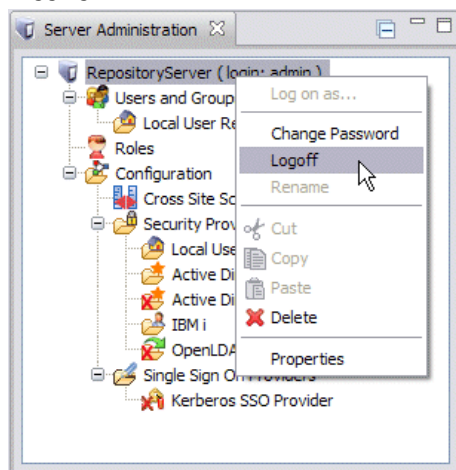 Server Administration
RepositoryServer ( login: admin )
Users and Group
Local User Re
Roles
Configuration
Cross Site Sc
Security Prov
Local Use
Active Di
Active Di
IBM i
OpenLDA
Single Sign On Providers
Kerberos SSO Provider
Log on as...
Change Password
Logoff
Rename
Cut
Copy
Paste
Delete
Properties